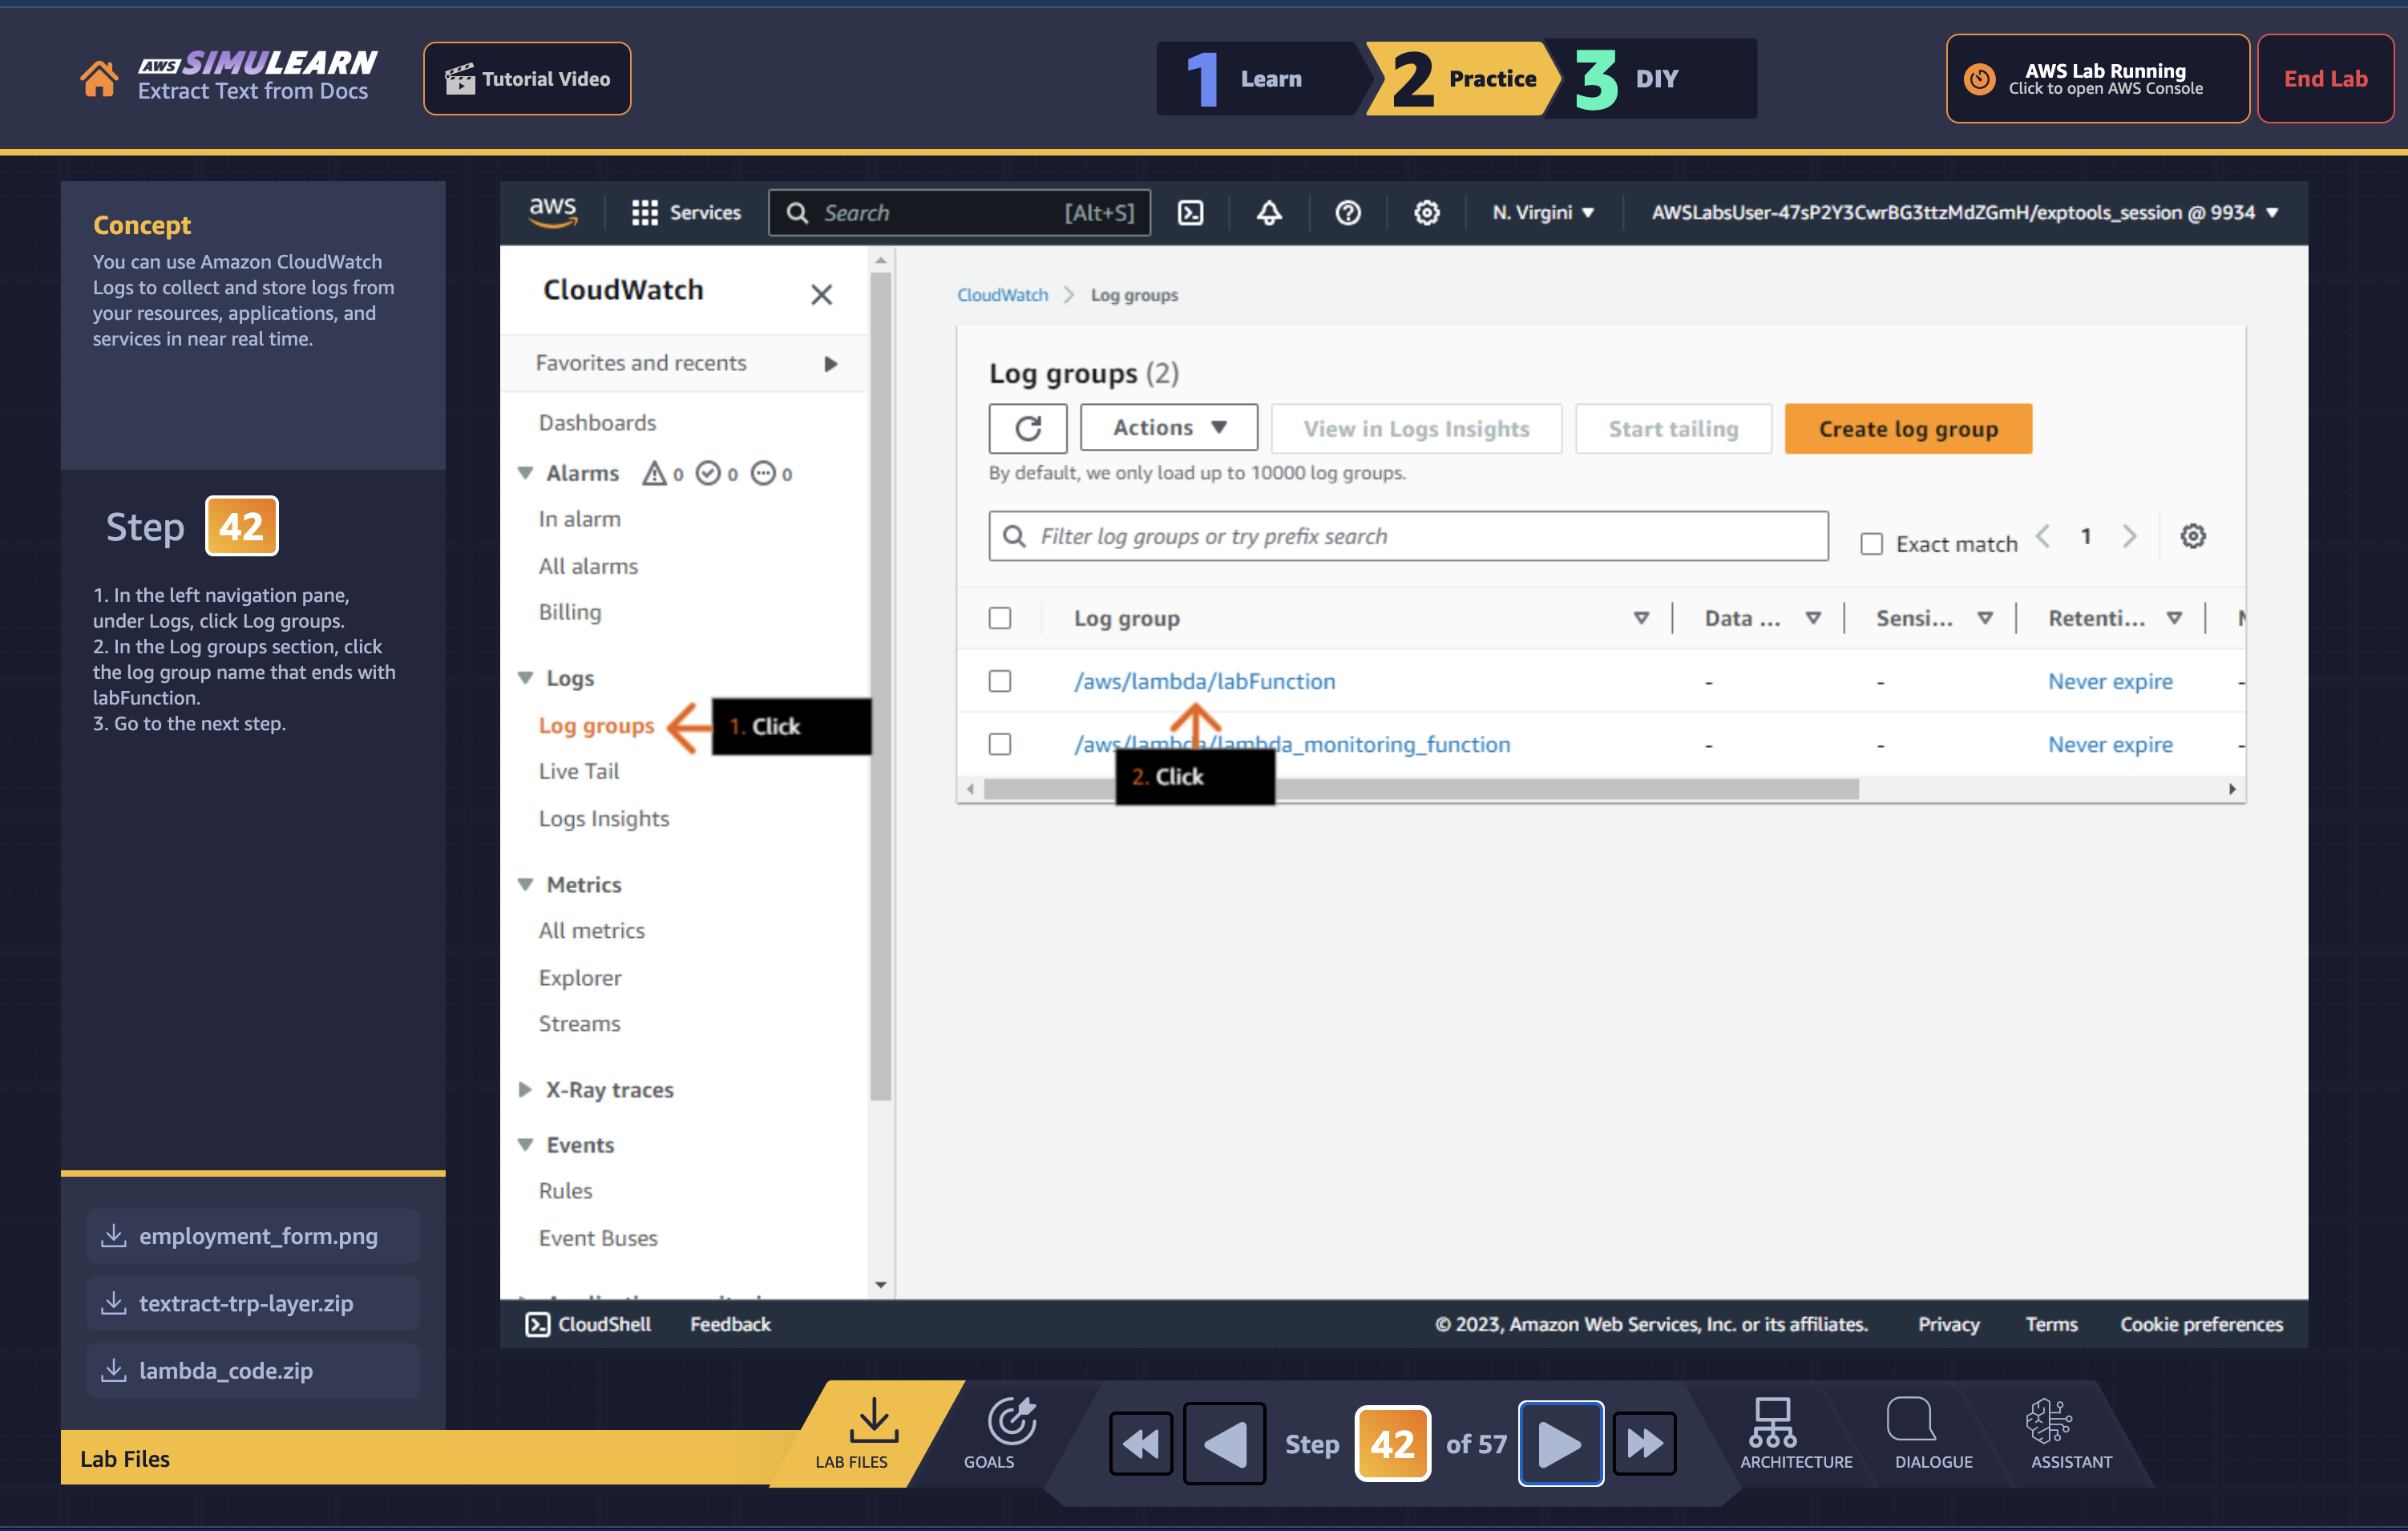 AWS SIMULEARN
Extract Text from Docs
Tutorial Video
1 Learn
2 Practice
3 DIY
AWS Lab Running
Click to open AWS Console
End Lab
Concept
You can use Amazon CloudWatch
Logs to collect and store logs from
your resources, applications, and
services in near real time.
Step 42
1. In the left navigation pane,
under Logs, click Log groups.
2. In the Log groups section, click
the log group name that ends with
labFunction.
3. Go to the next step.
employment_form.png
textract-trp-layer.zip
lambda_code.zip
Lab Files
aws
Services
Search [Alt+S]
N. Virgini
AWSLabsUser-47sP2Y3CwrBG3ttzMdZGmH/exptools_session @ 9934
CloudWatch
Favorites and recents
Dashboards
Alarms 0 0 0
In alarm
All alarms
Billing
Logs
Log groups
1. Click
Live Tail
Logs Insights
Metrics
All metrics
Explorer
Streams
X-Ray traces
Events
Rules
Event Buses
CloudWatch > Log groups
Log groups (2)
Actions
View in Logs Insights
Start tailing
Create log group
By default, we only load up to 10000 log groups.
Filter log groups or try prefix search
Exact match
1
Log group
Data ...
Sensi...
Retenti...
/aws/lambda/labFunction - - Never expire -
/aws/lambda/lambda_monitoring_function - - Never expire -
2. Click
CloudShell
Feedback
© 2023, Amazon Web Services, Inc. or its affiliates.
Privacy
Terms
Cookie preferences
LAB FILES
GOALS
Step 42 of 57
ARCHITECTURE
DIALOGUE
ASSISTANT